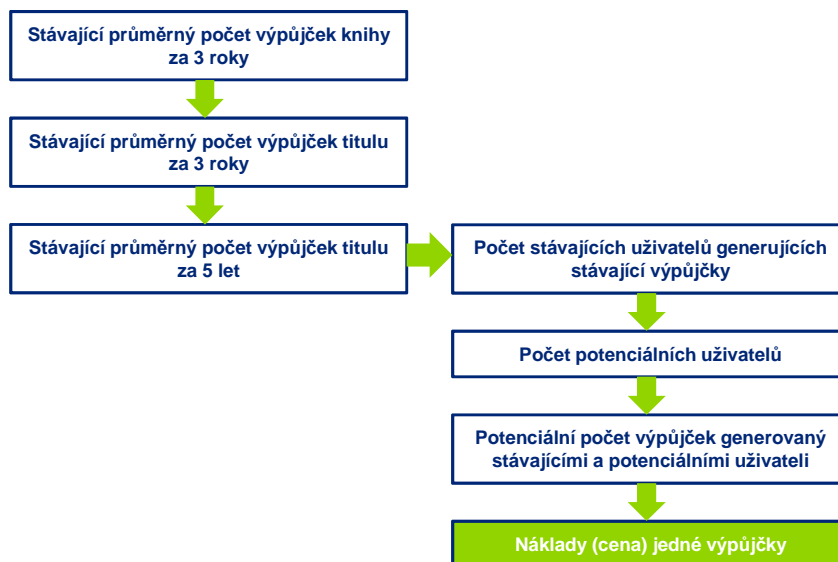 Stávající průměrný počet výpůjček knihy
za 3 roky
Stávající průměrný počet výpůjček titulu
za 3 roky
Stávající průměrný počet výpůjček titulu
za 5 let
Počet stávajících uživatelů generujících
stávající výpůjčky
Počet potenciálních uživatelů
Potenciální počet výpůjček generovaný
stávajícími a potenciálními uživateli
Náklady (cena) jedné výpůjčky